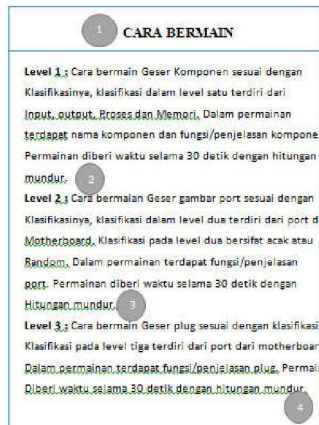 1 CARA BERMAIN
Level 1 : Cara bermain Geser Komponen sesuai dengan
Klasifikasinya, klasifikasi dalam level satu terdiri dari
Input, output, Proses dan Memori. Dalam permainan
terdapat nama komponen dan fungsi/penjelasan kompone
Permainan diberi waktu selama 30 detik dengan hitungan
mundur. 2
Level 2 : Cara bermaian Geser gambar port sesuai dengan
Klasifikasinya, klasifikasi dalam level dua terdiri dari port d
Motherboard. Klasifikasi pada level dua bersifat acak atau
Random. Dalam permainan terdapat fungsi/penjelasan
port. Permainan diberi waktu selama 30 detik dengan
Hitungan mundur. 3
Level 3 : Cara bermain Geser plug sesuai dengan klasifikasi
Klasifikasi pada level tiga terdiri dari port dari motherboar
Dalam permainan terdapat fungsi/penjelasan plug. Permai
Diberi waktu selama 30 detik dengan hitungan mundur.
4